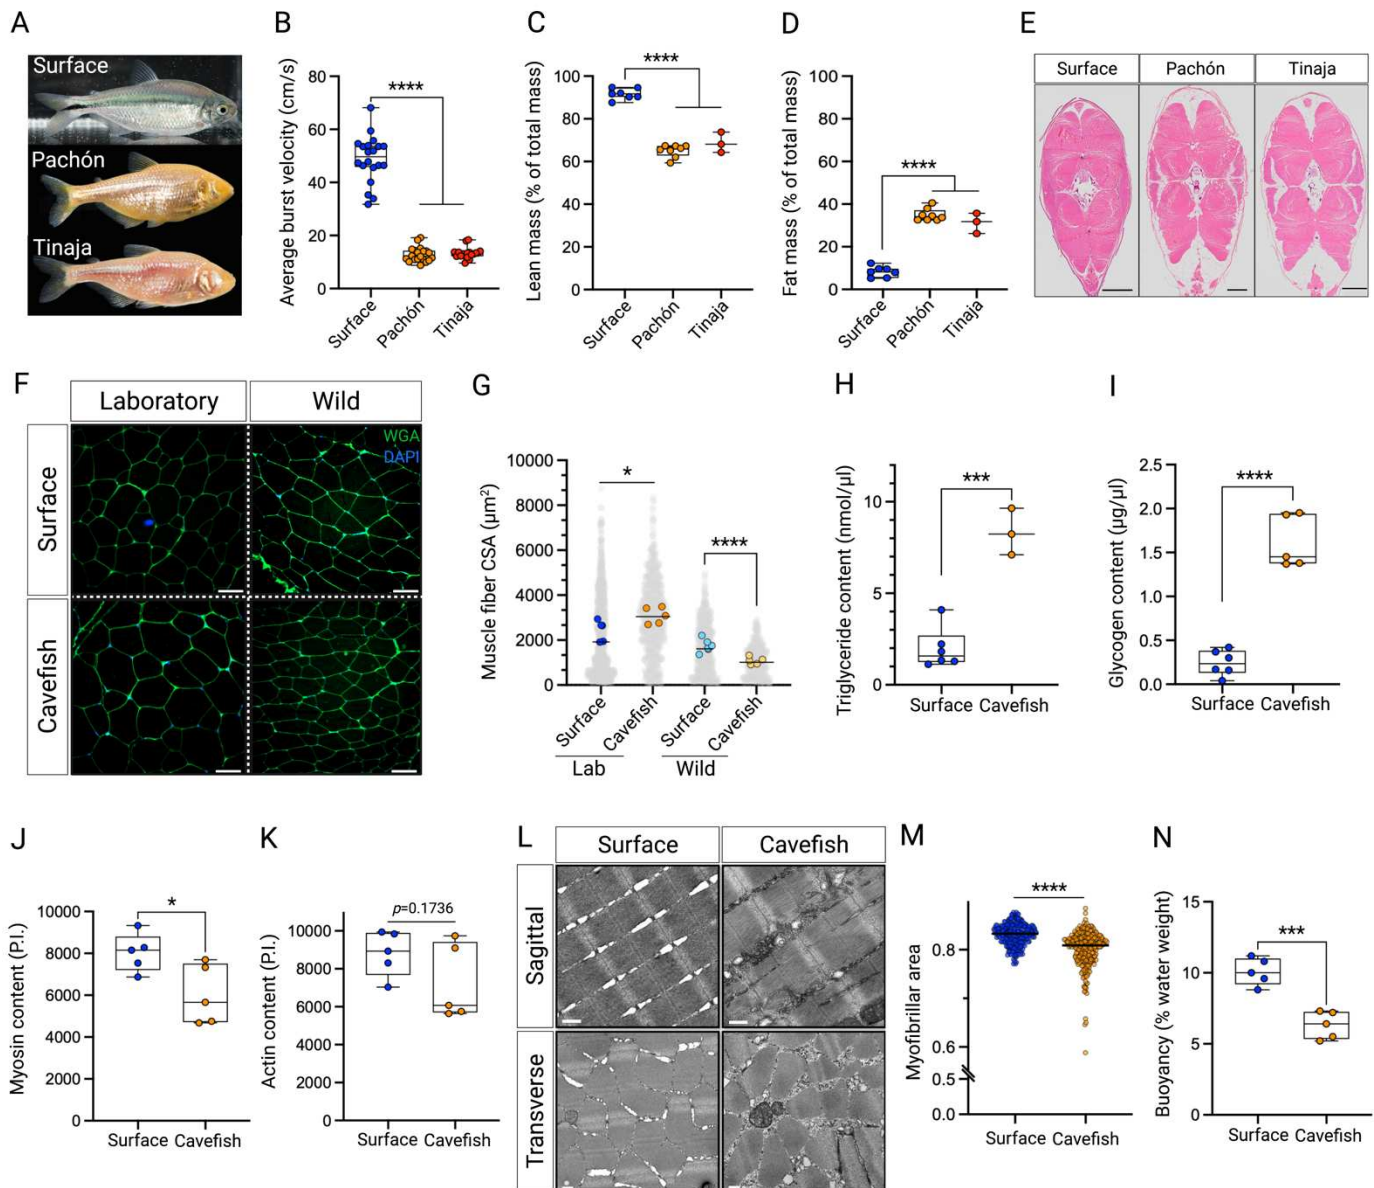 A
Surface
Pachón
Tinaja
B
Average burst velocity (cm/s)
80
60
40
20
0
****
Surface
Pachón
Tinaja
C
Lean mass (% of total mass)
100
80
60
40
20
0
****
Surface
Pachón
Tinaja
D
Fat mass (% of total mass)
100
80
60
40
20
0
****
Surface
Pachón
Tinaja
E
Surface
Pachón
Tinaja
F
Laboratory
Wild
Surface
Cavefish
WGA
DAPI
G
Muscle fiber CSA (µm²)
10000
8000
6000
4000
2000
0
*
****
Surface
Cavefish
Surface
Cavefish
Lab
Wild
H
Triglyceride content (nmol/µl)
10
5
0
***
Surface Cavefish
I
Glycogen content (µg/µl)
2.5
2.0
1.5
1.0
0.5
0.0
****
Surface Cavefish
J
Myosin content (P.I.)
10000
8000
6000
4000
2000
0
*
Surface Cavefish
K
Actin content (P.I.)
10000
8000
6000
4000
2000
0
p=0.1736
Surface Cavefish
L
Surface
Cavefish
Sagittal
Transverse
M
Myofibrillar area
0.8
0.6
0.5
0.0
****
Surface Cavefish
N
Buoyancy (% water weight)
15
10
5
0
***
Surface Cavefish